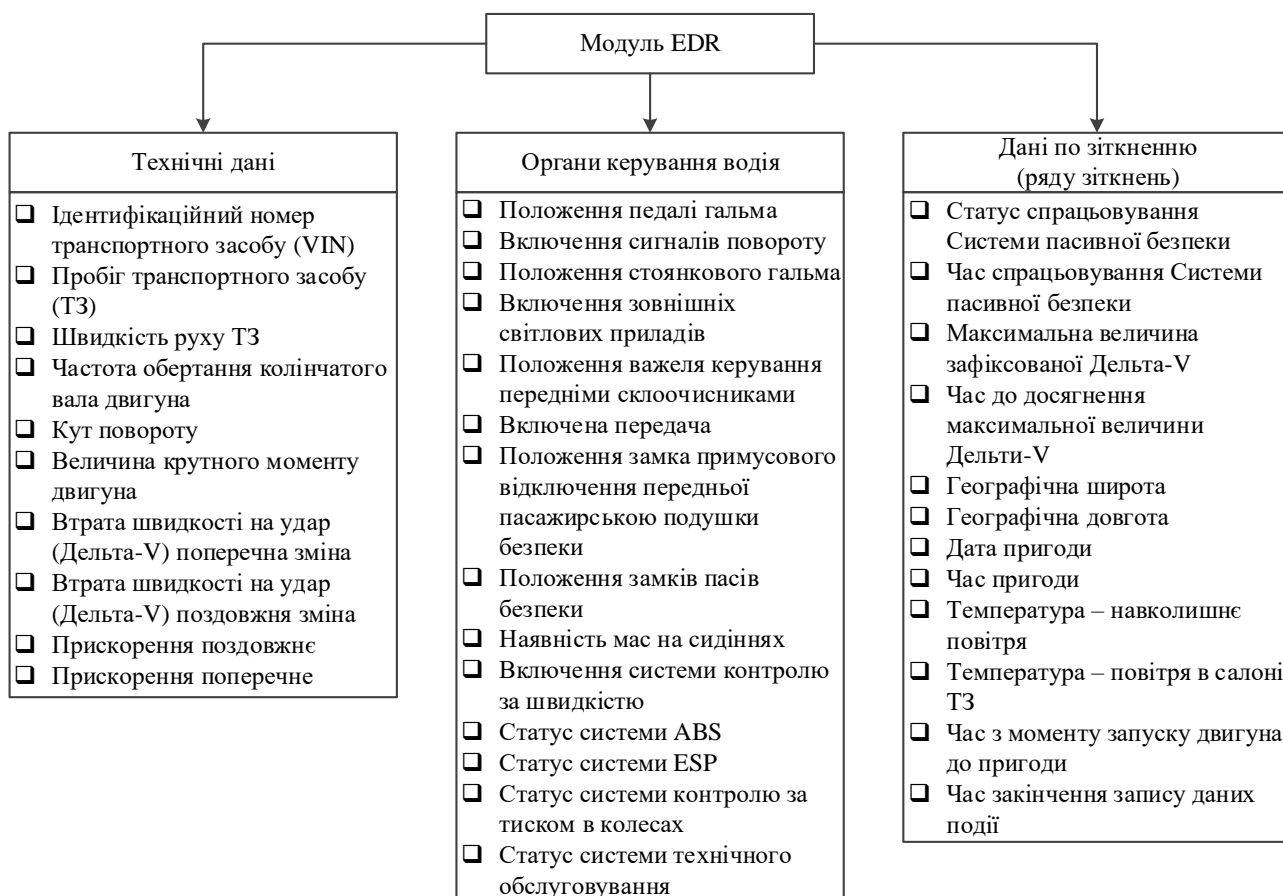 Модуль EDR
Технічні дані
❑ Ідентифікаційний номер
транспортного засобу (VIN)
❑ Пробіг транспортного засобу
(ТЗ)
❑ Швидкість руху ТЗ
❑ Частота обертання колінчатого
вала двигуна
❑ Кут повороту
❑ Величина крутного моменту
двигуна
❑ Втрата швидкості на удар
(Дельта-V) поперечна зміна
❑ Втрата швидкості на удар
(Дельта-V) поздовжня зміна
❑ Прискорення поздовжнє
❑ Прискорення поперечне
Органи керування водія
❑ Положення педалі гальма
❑ Включення сигналів повороту
❑ Положення стоянкового гальма
❑ Включення зовнішніх
світлових приладів
❑ Положення важеля керування
передніми склоочисниками
❑ Включена передача
❑ Положення замка примусового
відключення передньої
пасажирською подушки
безпеки
❑ Положення замків пасів
безпеки
❑ Наявність мас на сидіннях
❑ Включення системи контролю
за швидкістю
❑ Статус системи ABS
❑ Статус системи ESP
❑ Статус системи контролю за
тиском в колесах
❑ Статус системи технічного
обслуговування
Дані по зіткненню
(ряду зіткнень)
❑ Статус спрацьовування
Системи пасивної безпеки
❑ Час спрацьовування Системи
пасивної безпеки
❑ Максимальна величина
зафіксованої Дельта-V
❑ Час до досягнення
максимальної величини
Дельти-V
❑ Географічна широта
❑ Географічна довгота
❑ Дата пригоди
❑ Час пригоди
❑ Температура – навколишнє
повітря
❑ Температура – повітря в салоні
ТЗ
❑ Час з моменту запуску двигуна
до пригоди
❑ Час закінчення запису даних
події